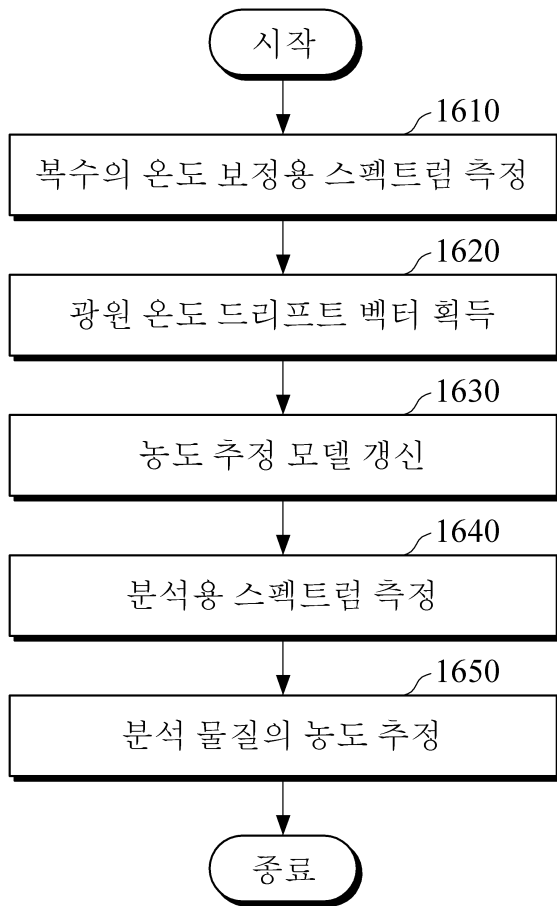 시작
1610
복수의 온도 보정용 스펙트럼 측정
1620
광원 온도 드리프트 벡터 획득
1630
농도 추정 모델 갱신
1640
분석용 스펙트럼 측정
1650
분석 물질의 농도 추정
종료